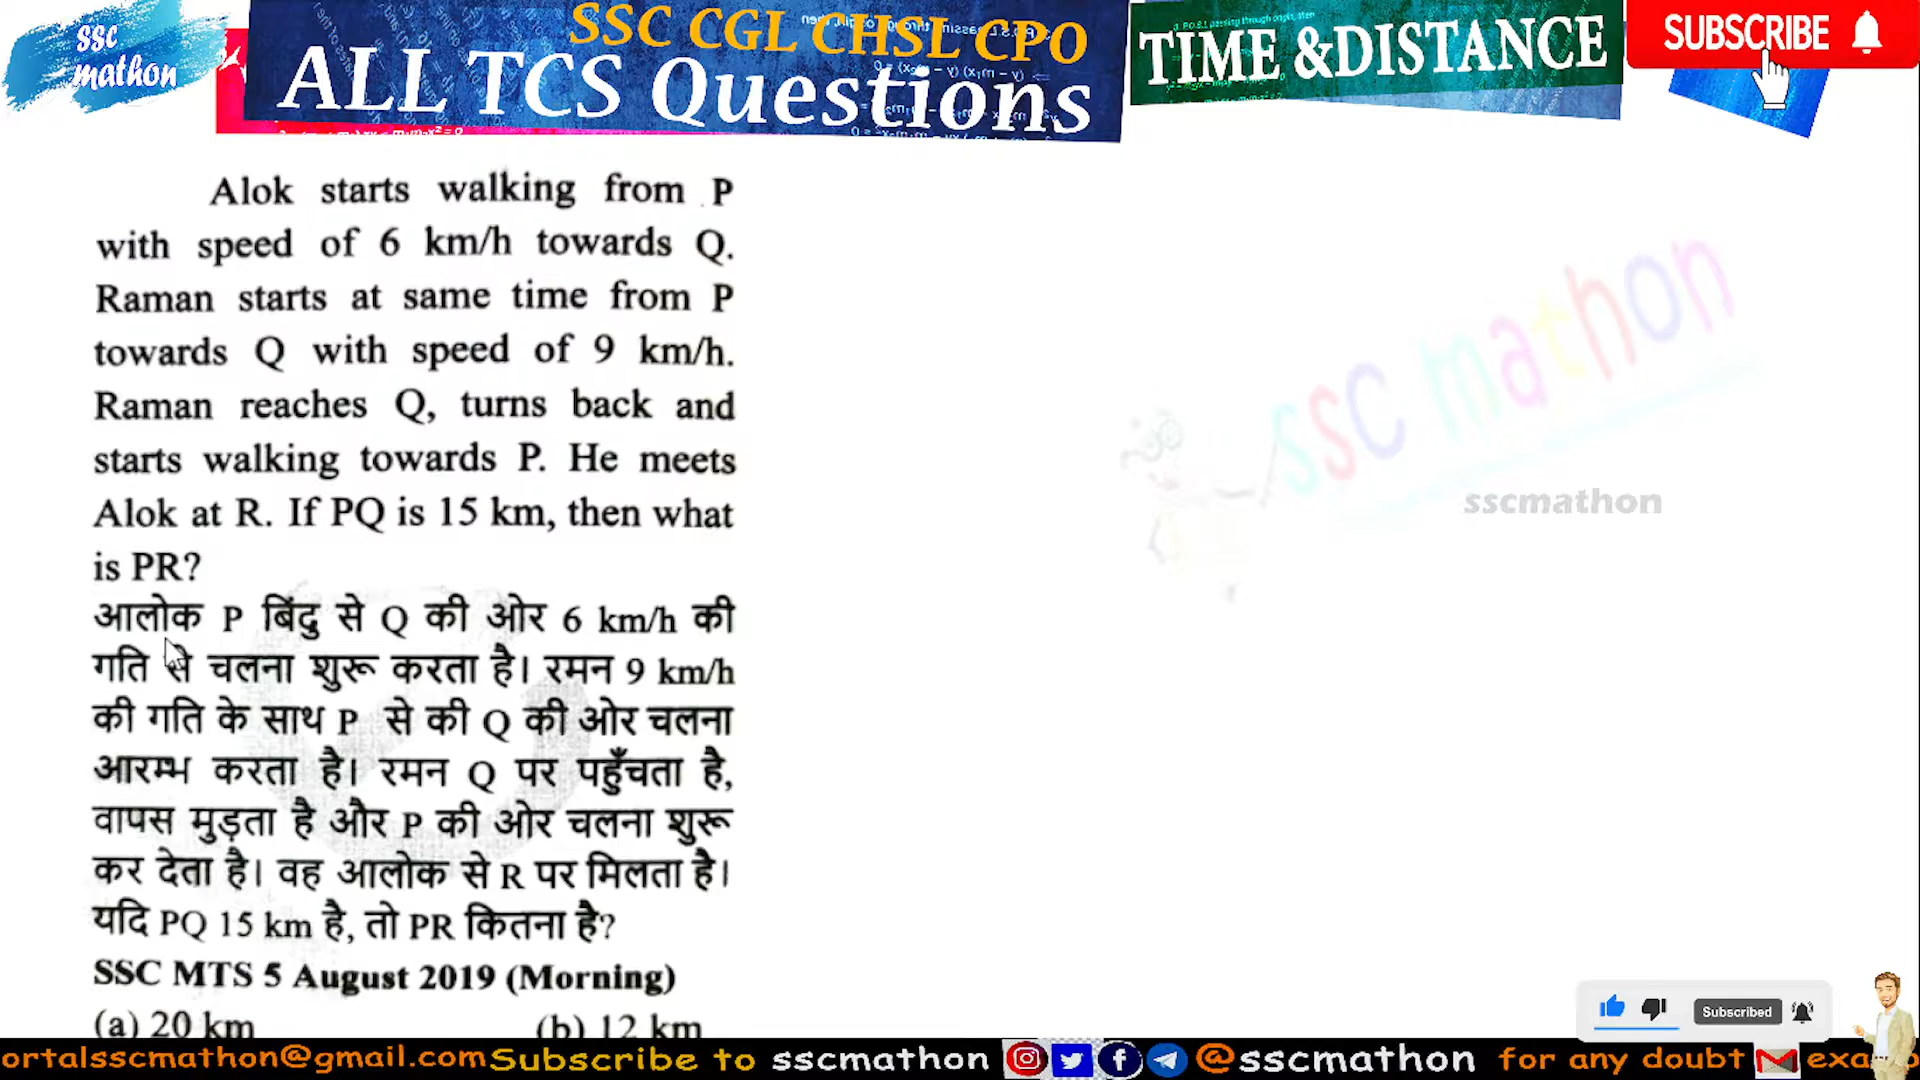 ssc
mathon
SSC CGL CHSL CPO
ALL TCS Questions
TIME &DISTANCE
SUBSCRIBE
Alok starts walking from P
with speed of 6 km/h towards Q.
Raman starts at same time from P
towards Q with speed of 9 km/h.
Raman reaches Q, turns back and
starts walking towards P. He meets
Alok at R. If PQ is 15 km, then what
is PR?
आलोक P बिंदु से Q की ओर 6 km/h की
गति से चलना शुरू करता है। रमन 9 km/h
की गति के साथ P से की Q की ओर चलना
आरम्भ करता है। रमन Q पर पहुँचता है,
वापस मुड़ता है और P की ओर चलना शुरू
कर देता है। वह आलोक से R पर मिलता है।
यदि PQ 15 km है, तो PR कितना है?
SSC MTS 5 August 2019 (Morning)
(a) 20 km (b) 12 km
ssc mathon
sscmathon
Subscribed
ortalsscmathon@gmail.com Subscribe to sscmathon @sscmathon for any doubt exa